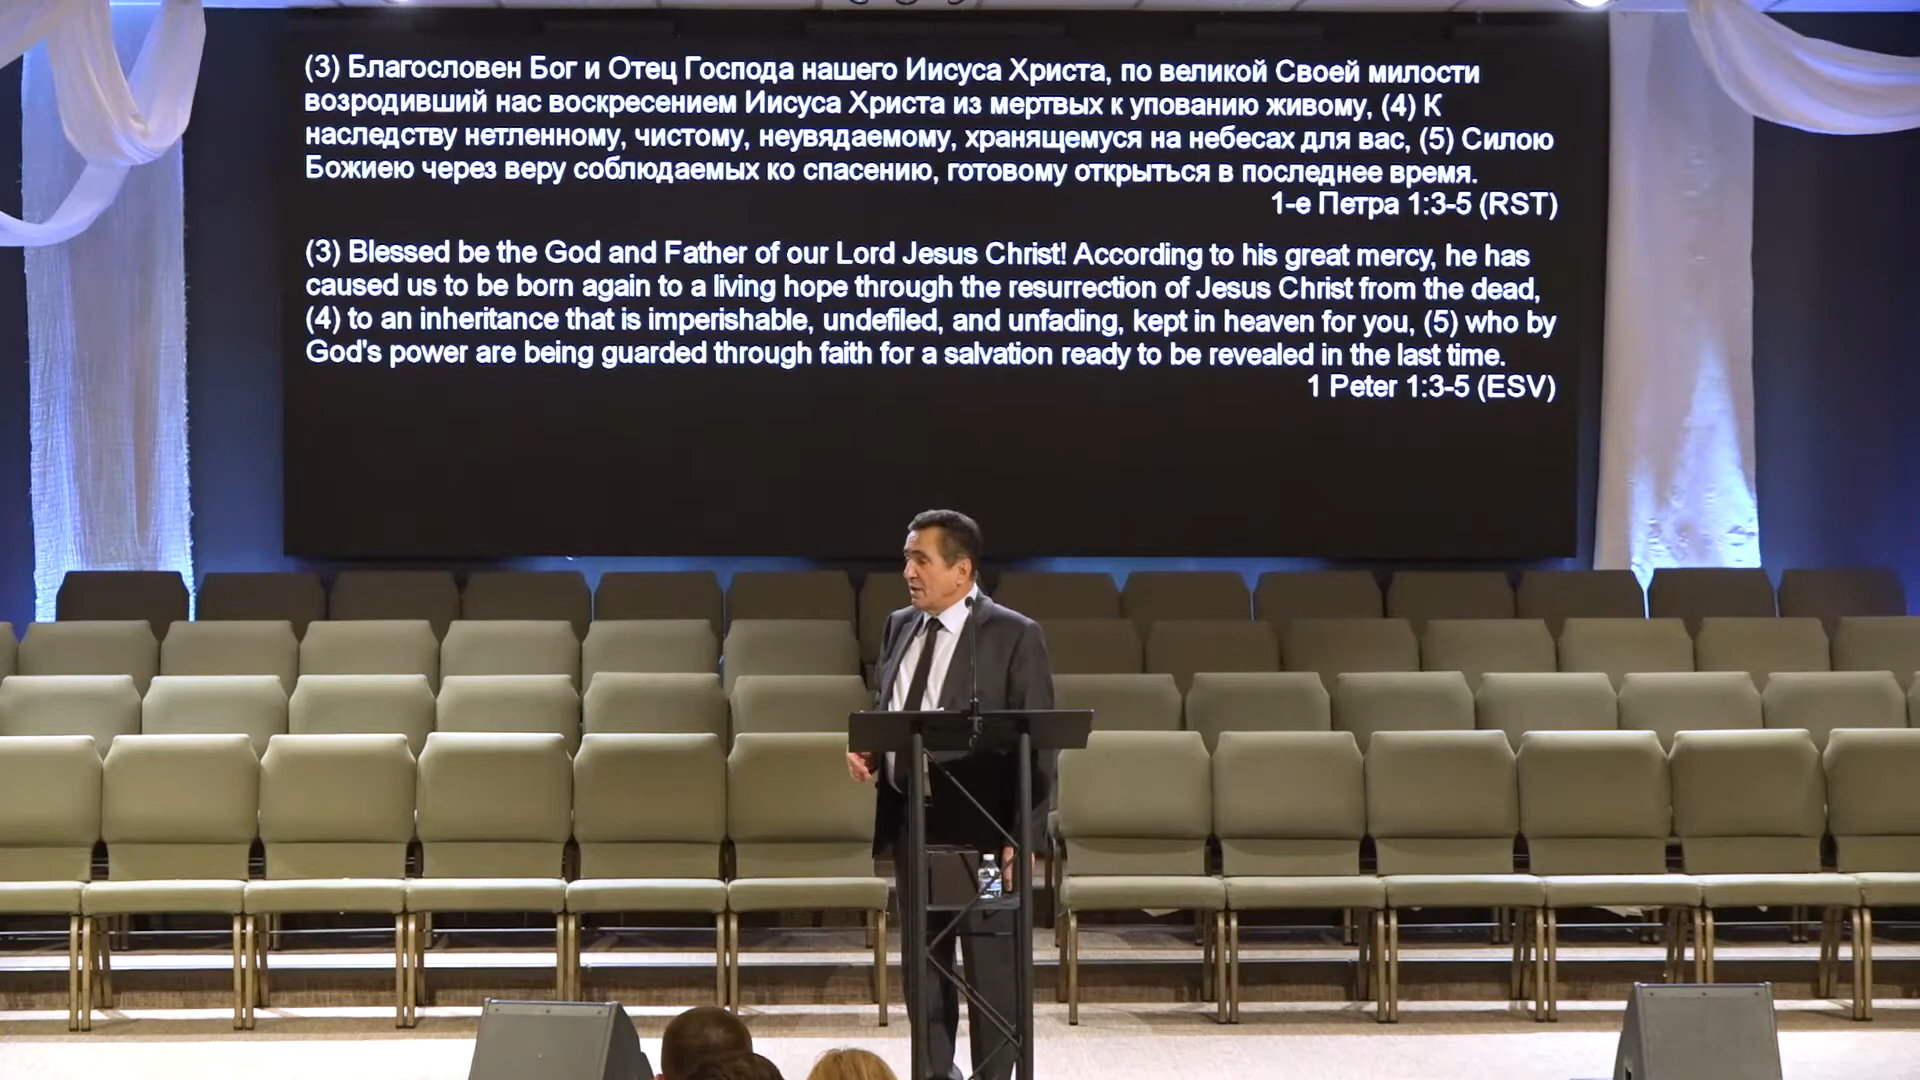 (3) Благословен Бог и Отец Господа нашего Иисуса Христа, по великой Своей милости
возродивший нас воскресением Иисуса Христа из мертвых к упованию живому, (4) К
наследству нетленному, чистому, неувядаемому, хранящемуся на небесах для вас, (5) Силою
Божиею через веру соблюдаемых ко спасению, готовому открыться в последнее время.
1-е Петра 1:3-5 (RST)
(3) Blessed be the God and Father of our Lord Jesus Christ! According to his great mercy, he has
caused us to be born again to a living hope through the resurrection of Jesus Christ from the dead,
(4) to an inheritance that is imperishable, undefiled, and unfading, kept in heaven for you, (5) who by
God's power are being guarded through faith for a salvation ready to be revealed in the last time.
1 Peter 1:3-5 (ESV)